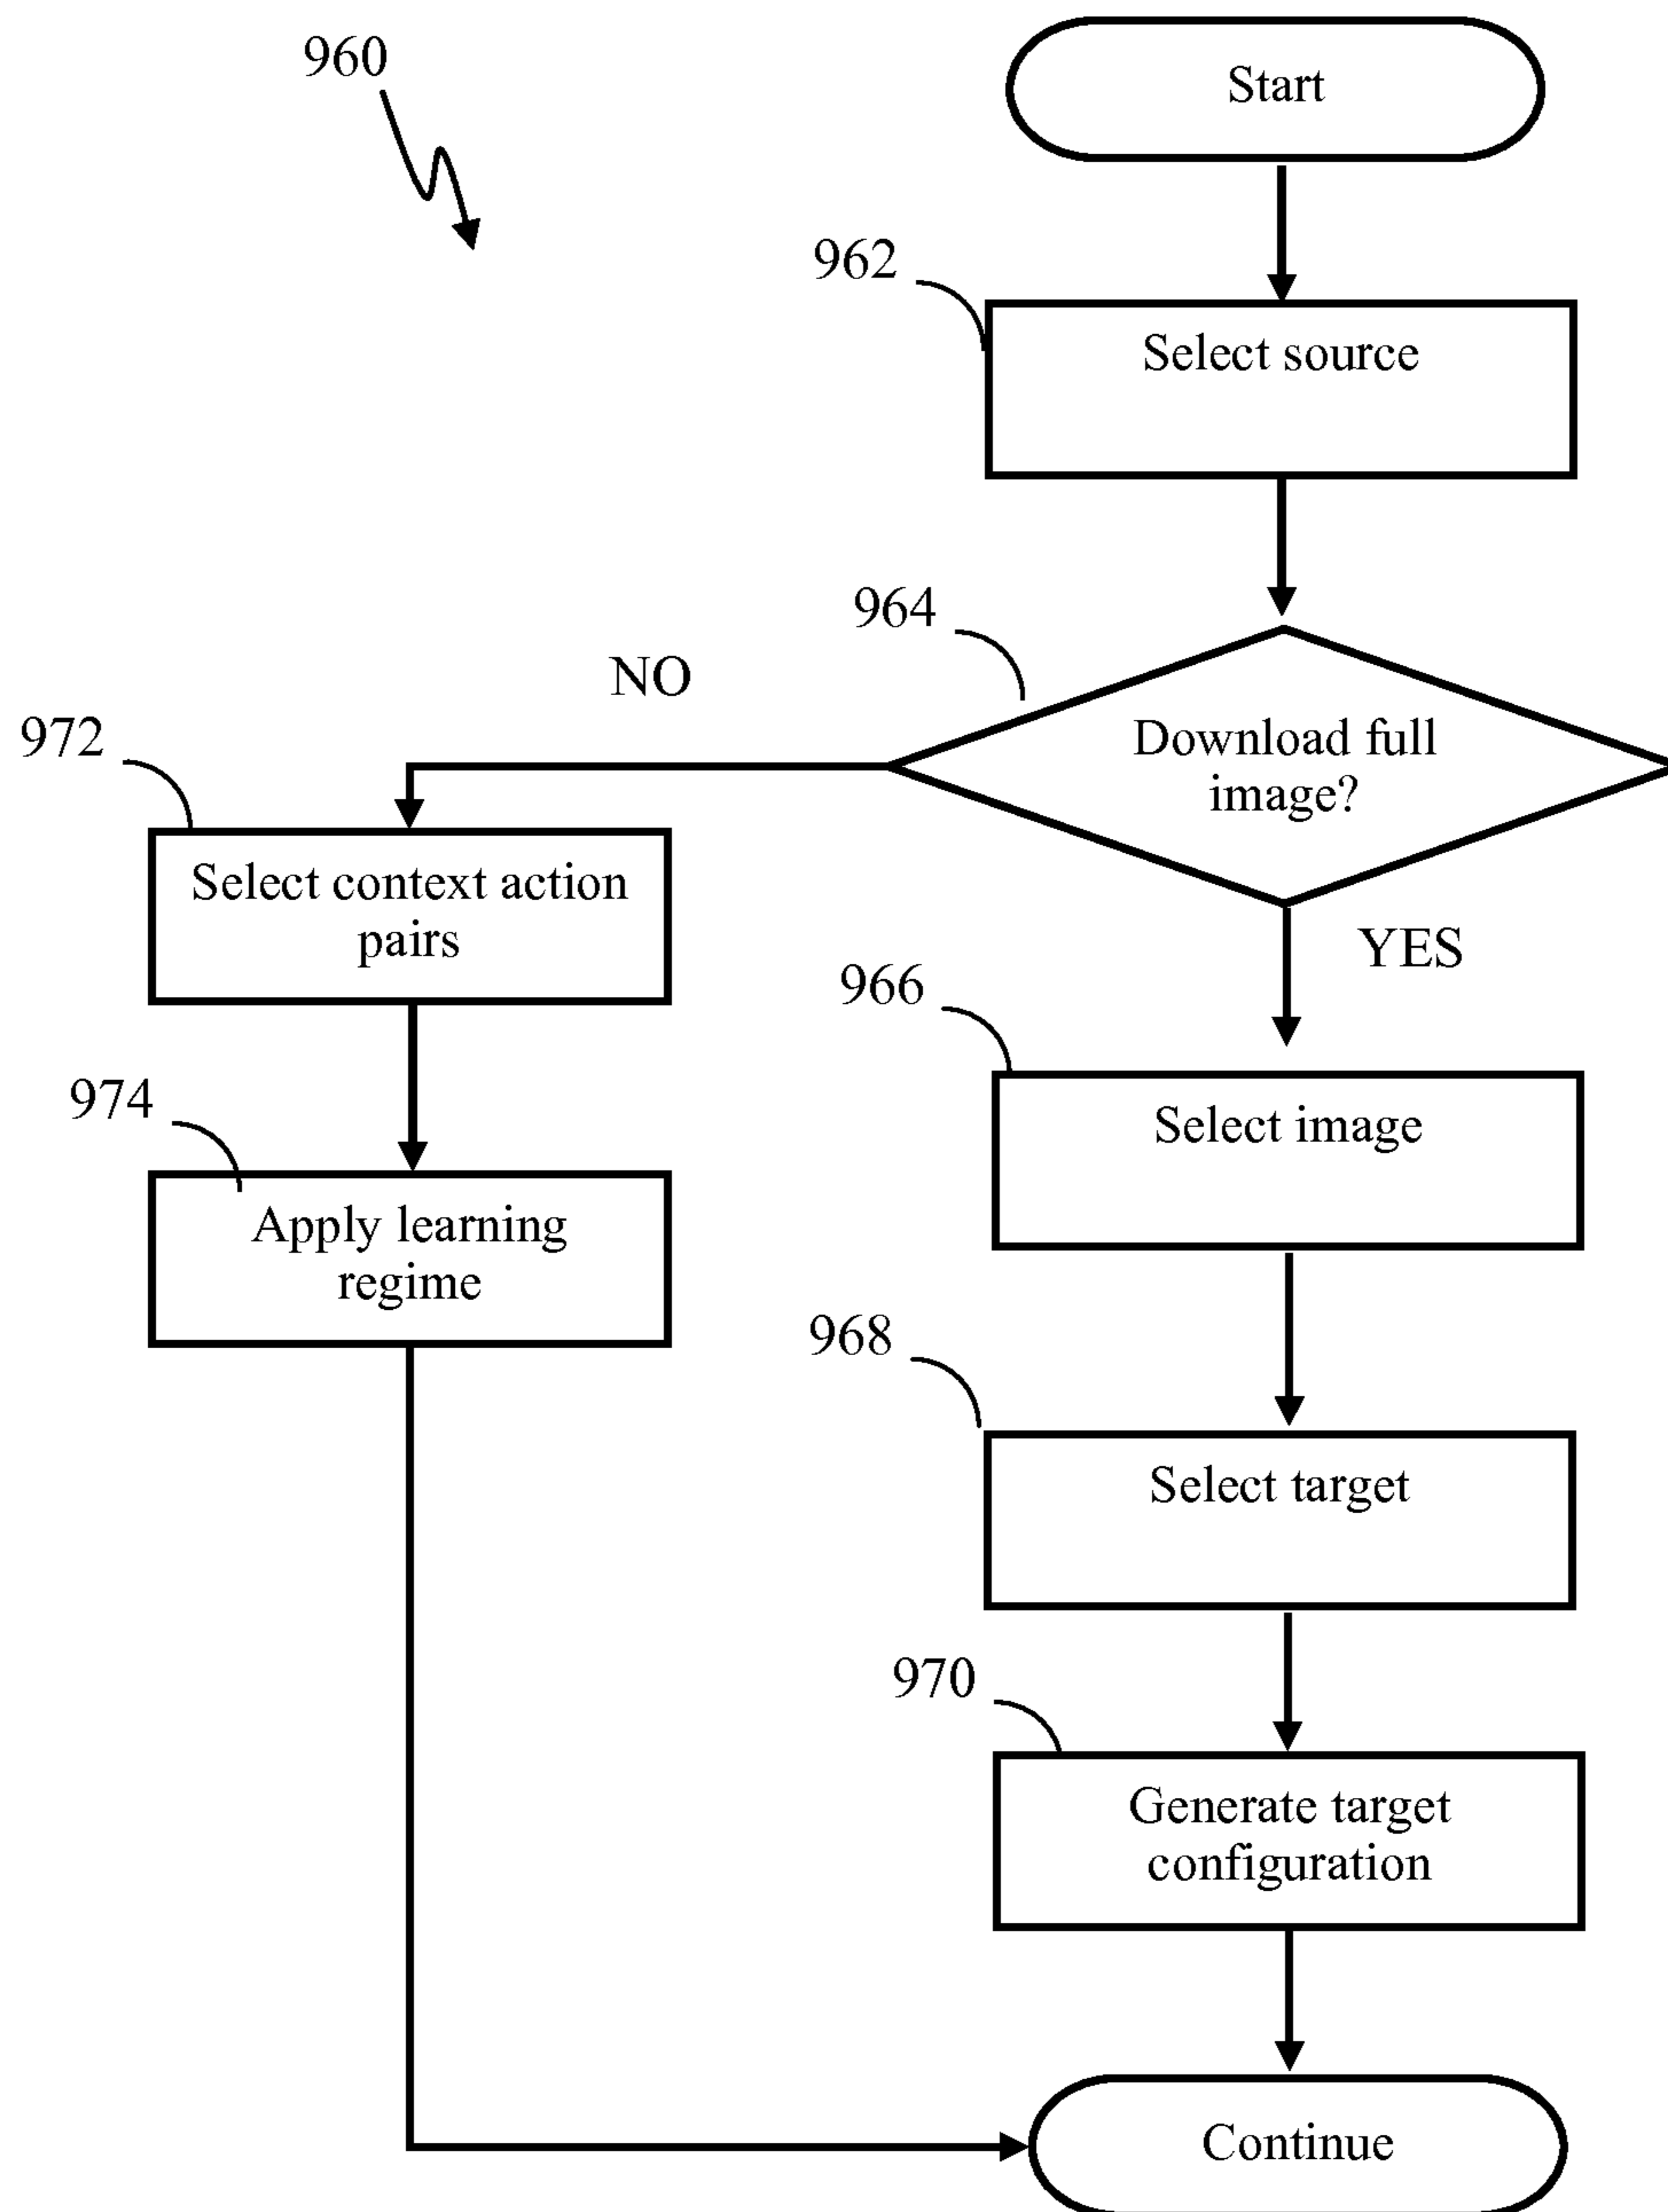 960
Start
962
Select source
964
NO
Download full
image?
972
Select context action
pairs
YES
966
Select image
974
Apply learning
regime
968
Select target
970
Generate target
configuration
Continue